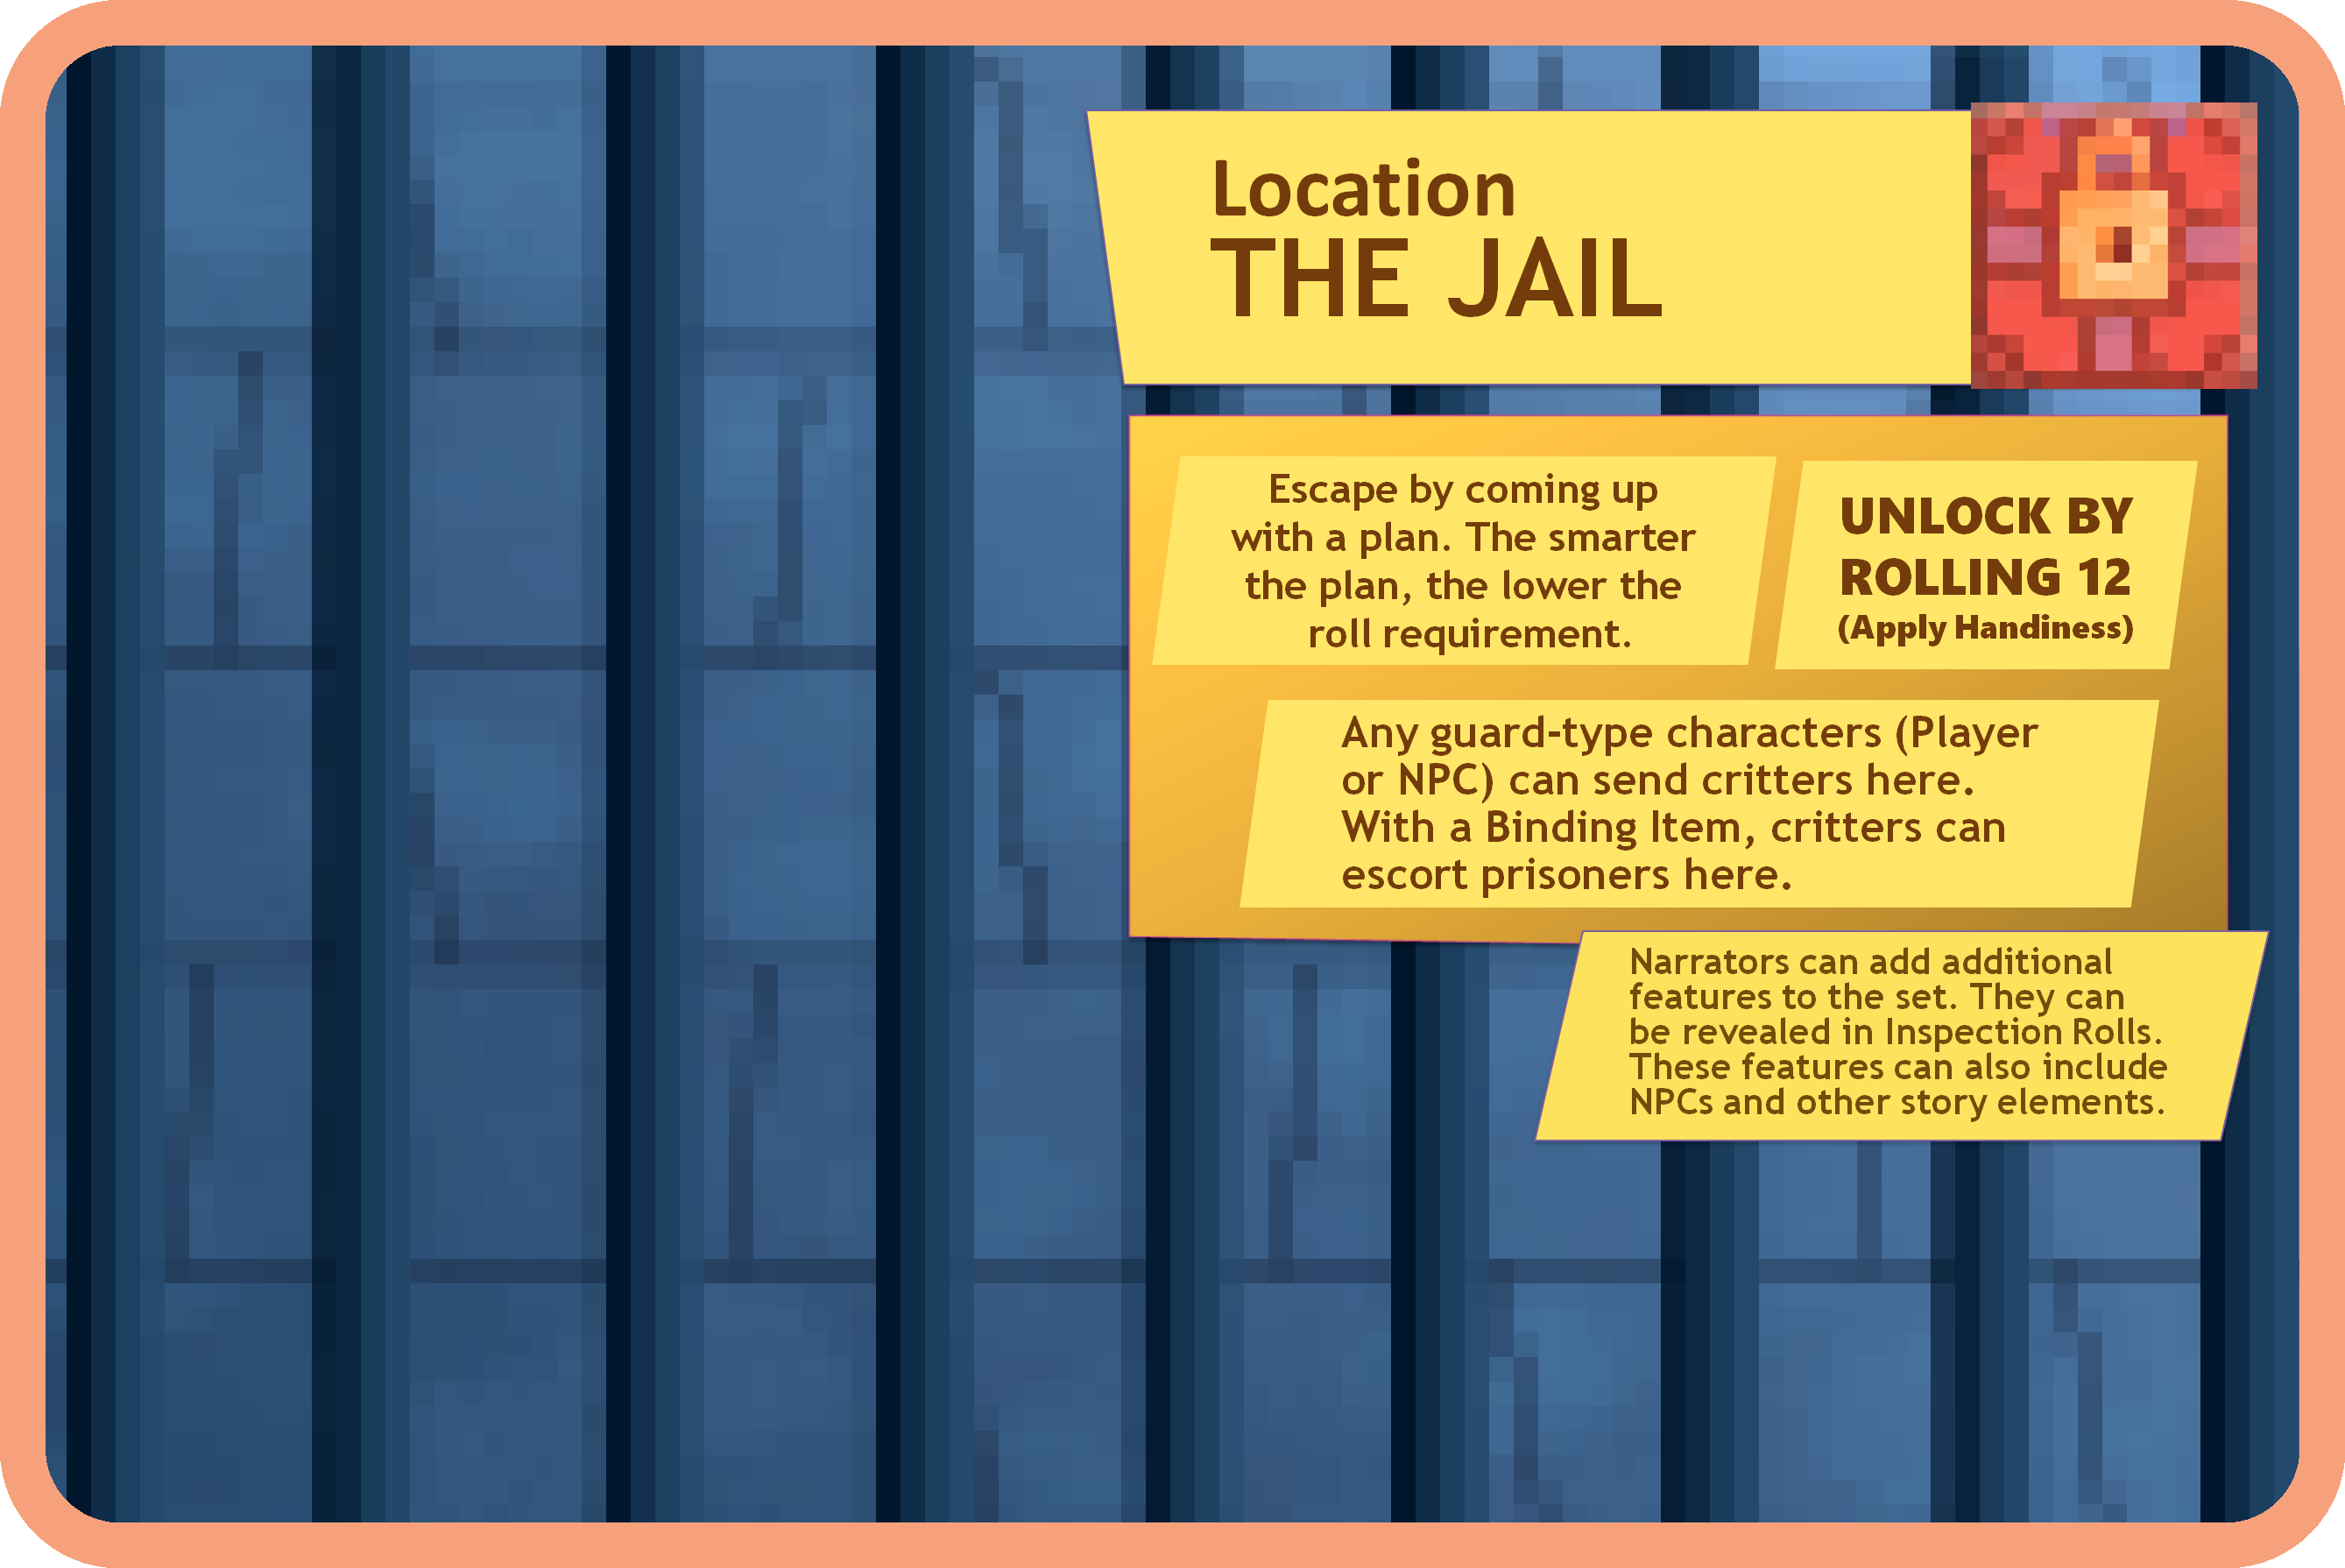 Location
THE JAIL
Escape by coming up
with a plan. The smarter
the plan, the lower the
roll requirement.
UNLOCK BY
ROLLING 12
(Apply Handiness)
Any guard-type characters (Player
or NPC) can send critters here.
With a Binding Item, critters can
escort prisoners here.
Narrators can add additional
features to the set. They can
be revealed in Inspection Rolls.
These features can also include
NPCs and other story elements.